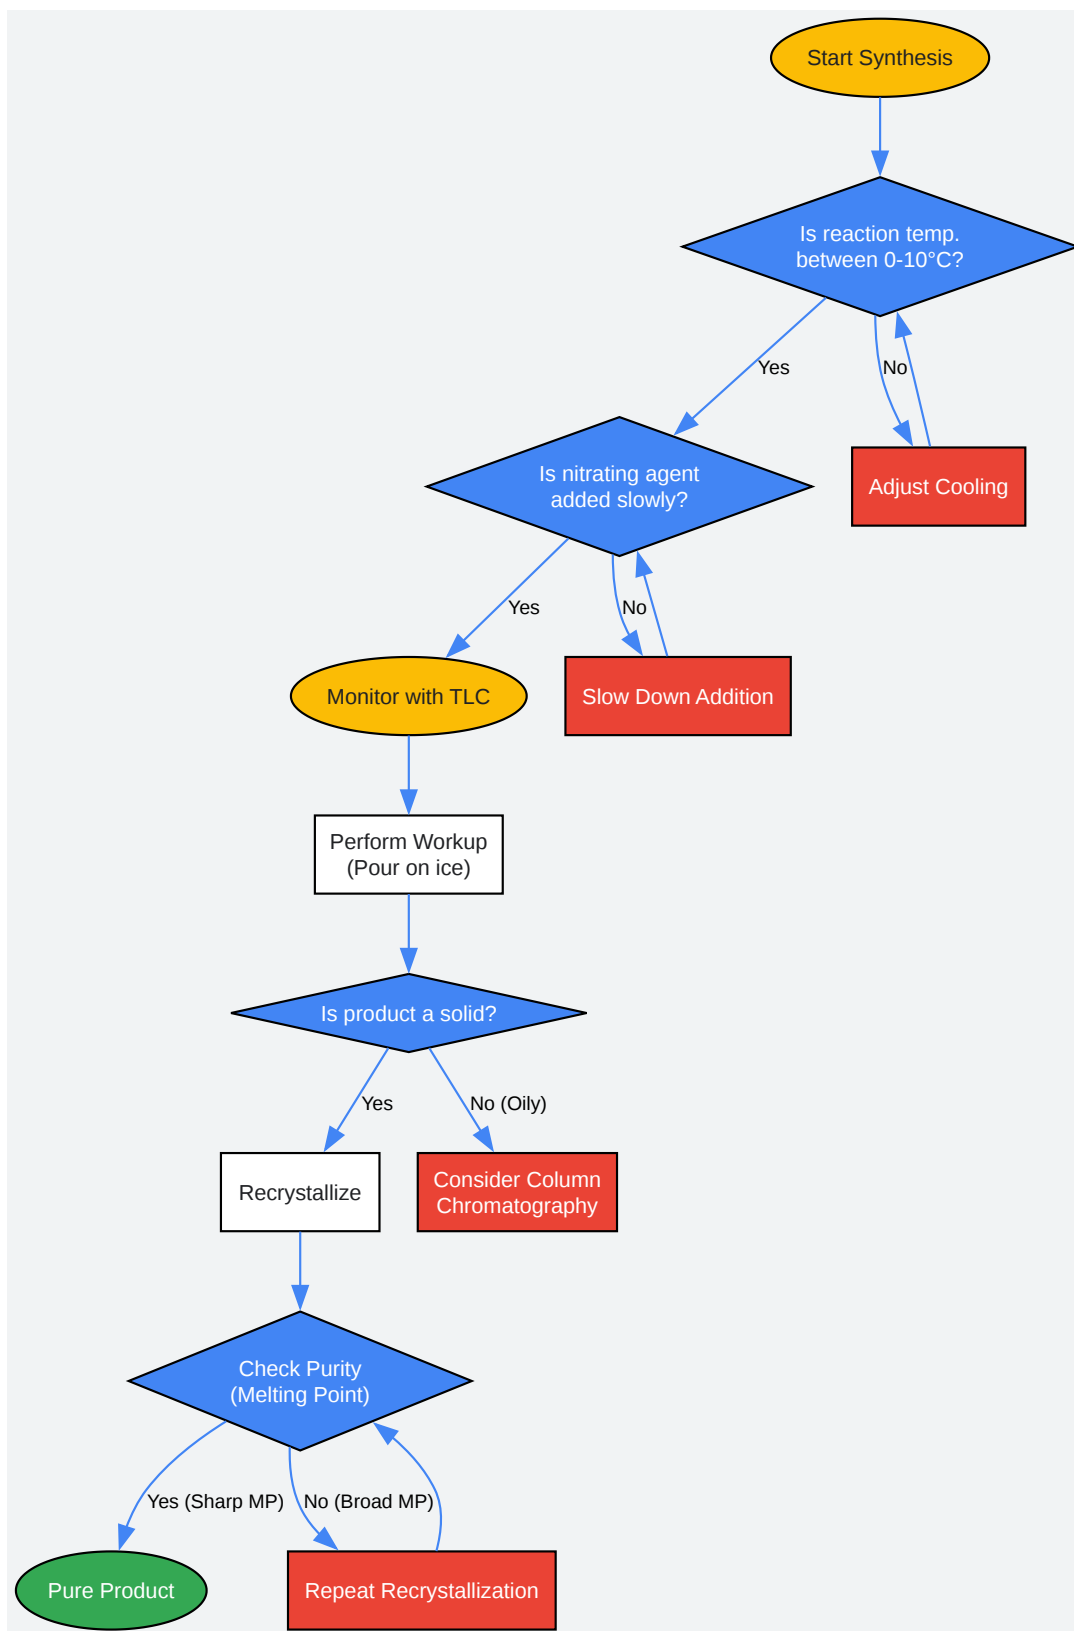 Start Synthesis
Is reaction temp.
between 0-10°C?
Yes
No
Is nitrating agent
added slowly?
Adjust Cooling
Yes
No
Monitor with TLC
Slow Down Addition
Perform Workup
(Pour on ice)
Is product a solid?
Yes
No (Oily)
Recrystallize
Consider Column
Chromatography
Check Purity
(Melting Point)
Yes (Sharp MP)
No (Broad MP)
Pure Product
Repeat Recrystallization